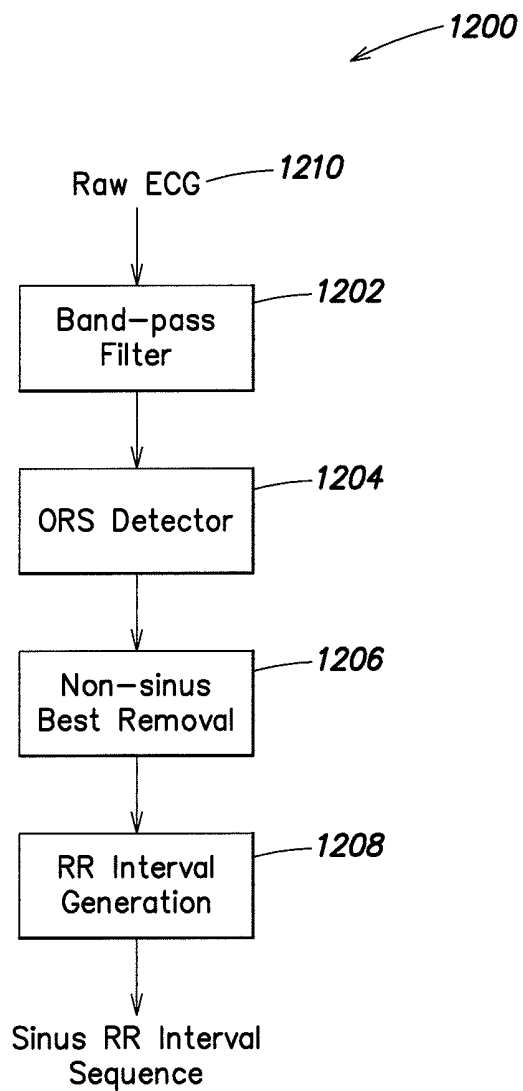 1200
Raw ECG 1210
1202
Band-pass
Filter
1204
ORS Detector
1206
Non-sinus
Best Removal
1208
RR Interval
Generation
Sinus RR Interval
Sequence